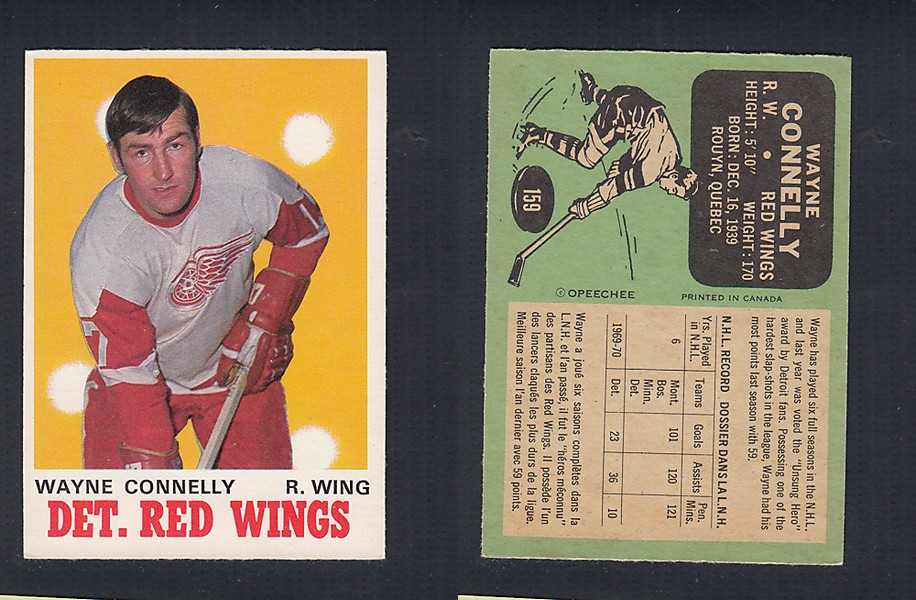 WAYNE CONNELLY R. WING
DET. RED WINGS
WAYNE
CONNELLY
R. W. • RED WINGS
HEIGHT: 5' 10" WEIGHT: 170
BORN: DEC. 16, 1939
ROUYN, QUEBEC
159
© OPEECHEE
PRINTED IN CANADA
Wayne has played six full seasons in the N.H.L.
and last year was voted the "Unsung Hero"
award by Detroit fans. Possessing one of the
hardest slap-shots in the league, Wayne had his
most points last season with 59.
N.H.L. RECORD DOSSIER DANS LA L.N.H.
Yrs. Played in N.H.L. Teams Goals Assists Pen. Mins.
6 Mont. 101 120 121
Bos.
Minn.
Det.
1969-70 Det. 23 36 10
Wayne a joué six saisons complètes dans la
L.N.H. et l'an passé, il fut le "héros méconnu"
des partisans des Red Wings. Il possède l'un
des lancers claqués les plus durs de la ligue.
Meilleure saison l'an dernier avec 59 points.